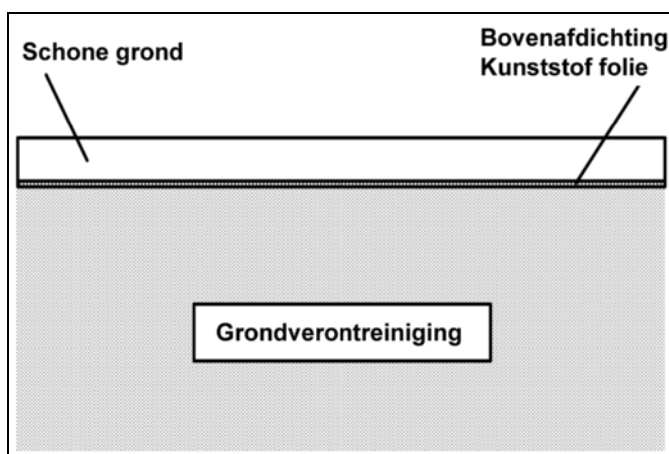 Schone grond
Bovenafdichting
Kunststof folie
Grondverontreiniging